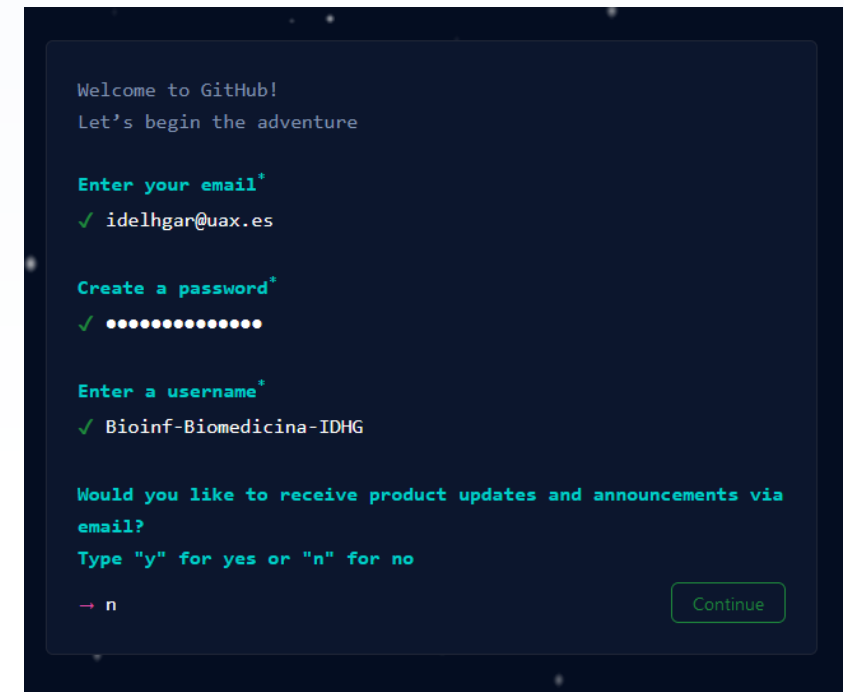 Welcome to GitHub!
Let’s begin the adventure
Enter your email*
✓ idelhgar@uax.es
Create a password*
✓ ••••••••••••••
Enter a username*
✓ Bioinf-Biomedicina-IDHG
Would you like to receive product updates and announcements via
email?
Type "y" for yes or "n" for no
→ n
Continue